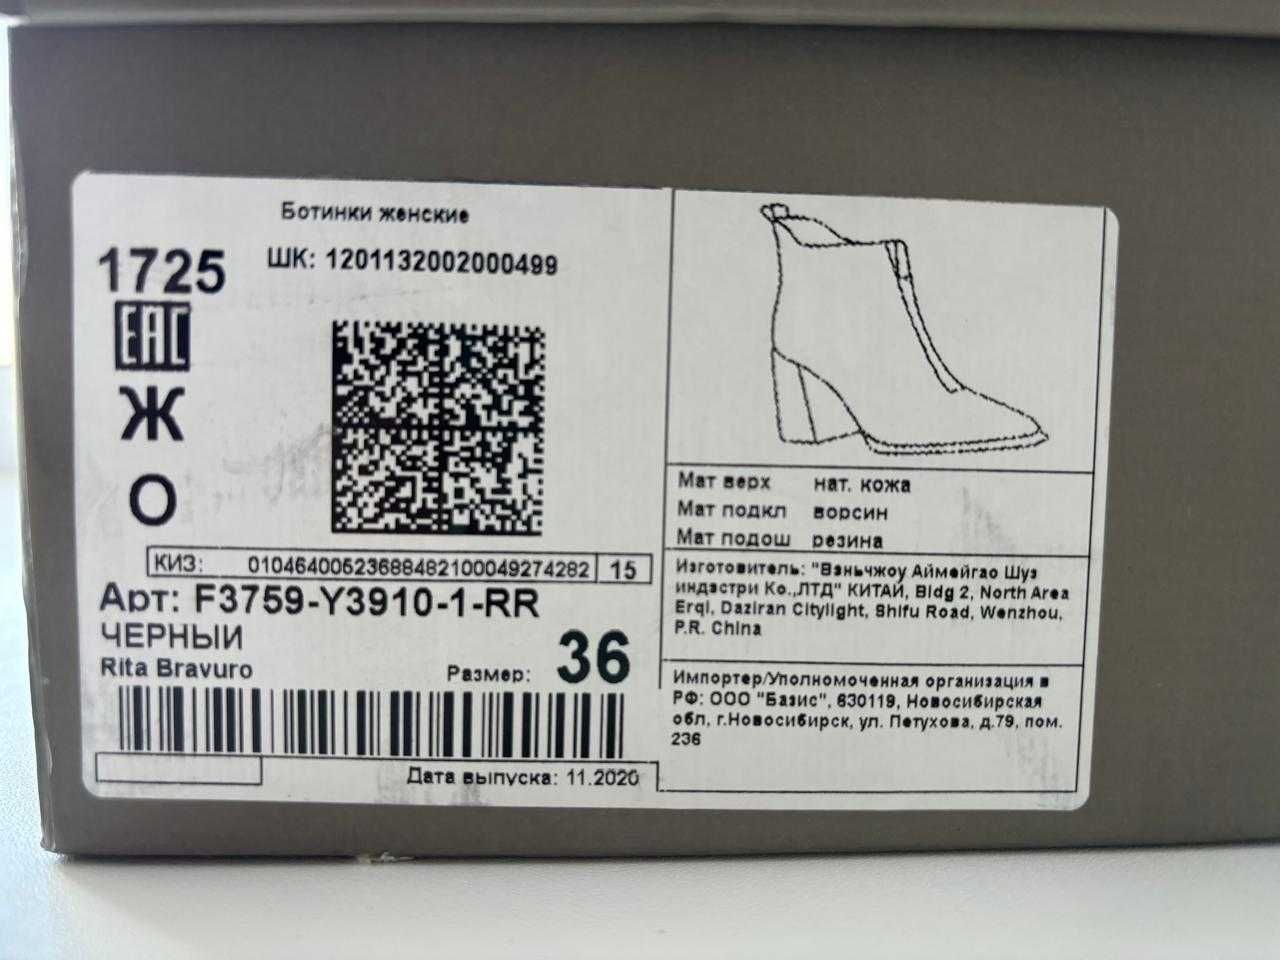 Ботинки женские
1725
ШК: 1201132002000499
EAC
Ж
О
КИЗ: 01046400623688482100049274282 15
Арт: F3759-Y3910-1-RR
ЧЕРНЫЙ
Rita Bravuro
Размер: 36
Дата выпуска: 11.2020
Мат верх нат. кожа
Мат подкл ворсин
Мат подош резина
Изготовитель: "Вэньчжоу Аймейгао Шуз
индастри Ко.,ЛТД" КИТАЙ, Bldg 2, North Area
Erqi, Daziran Citylight, Shifu Road, Wenzhou,
P.R. China
Импортер/Уполномоченная организация в
РФ: ООО "Базис", 630119, Новосибирская
обл, г.Новосибирск, ул. Петухова, д.79, пом.
236